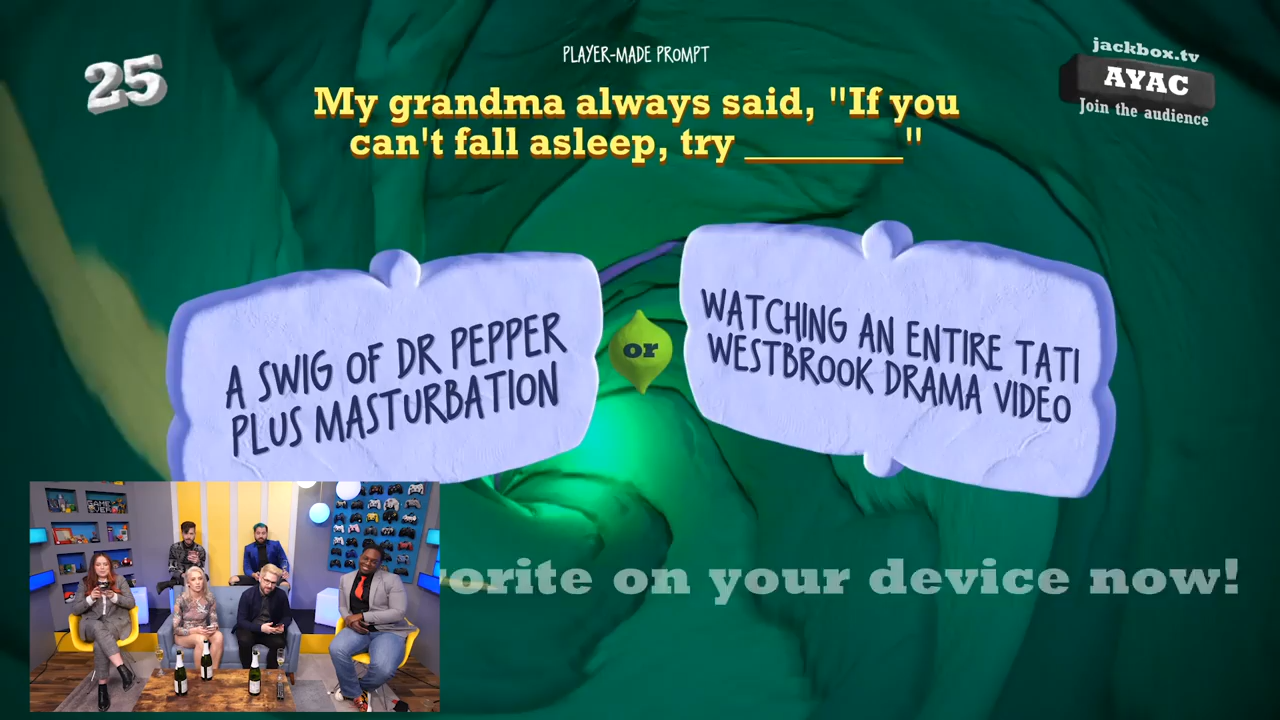 25
PLAYER-MADE PROMPT
jackbox.tv
AYAC
Join the audience
My grandma always said, "If you
can't fall asleep, try ________"
A SWIG OF DR PEPPER
PLUS MASTURBATION
or
WATCHING AN ENTIRE TATI
WESTBROOK DRAMA VIDEO
orite on your device now!